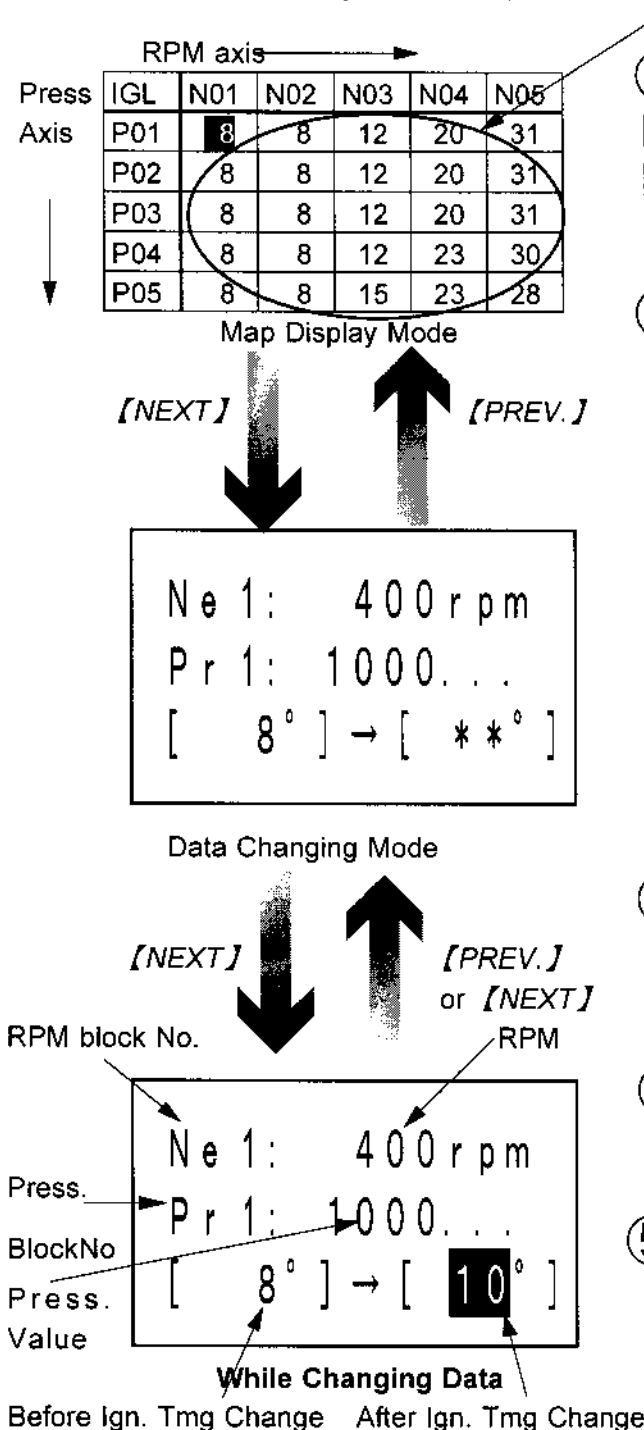 RPM axis
Press IGL N01 N02 N03 N04 N05
Axis P01 8 8 12 20 31
P02 8 8 12 20 31
P03 8 8 12 20 31
P04 8 8 12 23 30
P05 8 8 15 23 28
Map Display Mode
【NEXT】 【PREV.】
Ne 1: 400rpm
Pr 1: 1000...
[ 8° ] → [ **° ]
Data Changing Mode
【NEXT】 【PREV.】
or 【NEXT】
RPM block No. RPM
Ne 1: 400rpm
Press.
Pr 1: 1000...
BlockNo
[ 8° ] → [ 10° ]
Press.
Value
While Changing Data
Before Ign. Tmg Change After Ign. Tmg Change